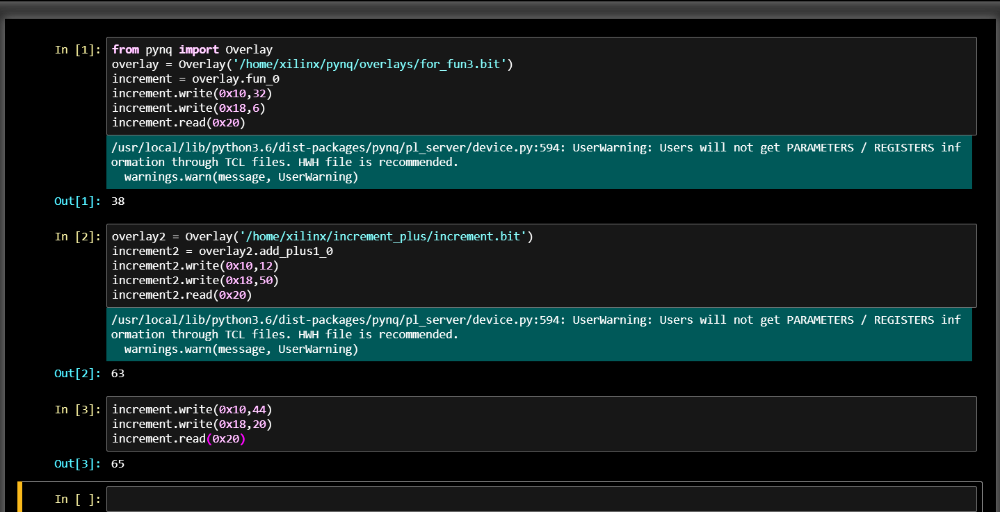 In [1]:
from pynq import Overlay
overlay = Overlay('/home/xilinx/pynq/overlays/for_fun3.bit')
increment = overlay.fun_0
increment.write(0x10,32)
increment.write(0x18,6)
increment.read(0x20)
/usr/local/lib/python3.6/dist-packages/pynq/pl_server/device.py:594: UserWarning: Users will not get PARAMETERS / REGISTERS inf
ormation through TCL files. HWH file is recommended.
  warnings.warn(message, UserWarning)
Out[1]: 38
In [2]:
overlay2 = Overlay('/home/xilinx/increment_plus/increment.bit')
increment2 = overlay2.add_plus1_0
increment2.write(0x10,12)
increment2.write(0x18,50)
increment2.read(0x20)
/usr/local/lib/python3.6/dist-packages/pynq/pl_server/device.py:594: UserWarning: Users will not get PARAMETERS / REGISTERS inf
ormation through TCL files. HWH file is recommended.
  warnings.warn(message, UserWarning)
Out[2]: 63
In [3]:
increment.write(0x10,44)
increment.write(0x18,20)
increment.read(0x20)
Out[3]: 65
In [ ]: